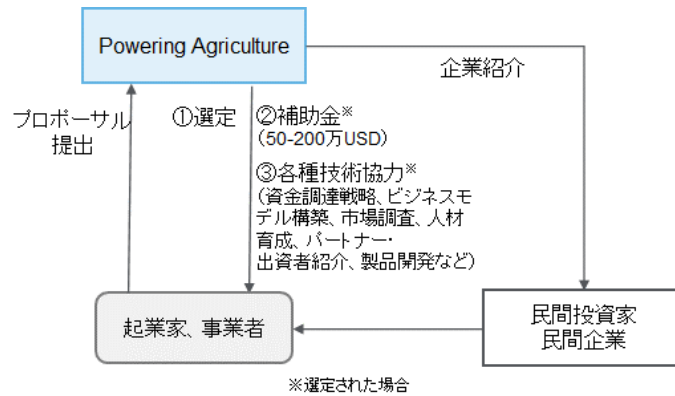 Powering Agriculture
企業紹介
プロポーサル
提出
①選定
②補助金※
(50-200万USD)
③各種技術協力※
(資金調達戦略、ビジネスモ
デル構築、市場調査、人材
育成、パートナー・
出資者紹介、製品開発など)
起業家、事業者
民間投資家
民間企業
※選定された場合